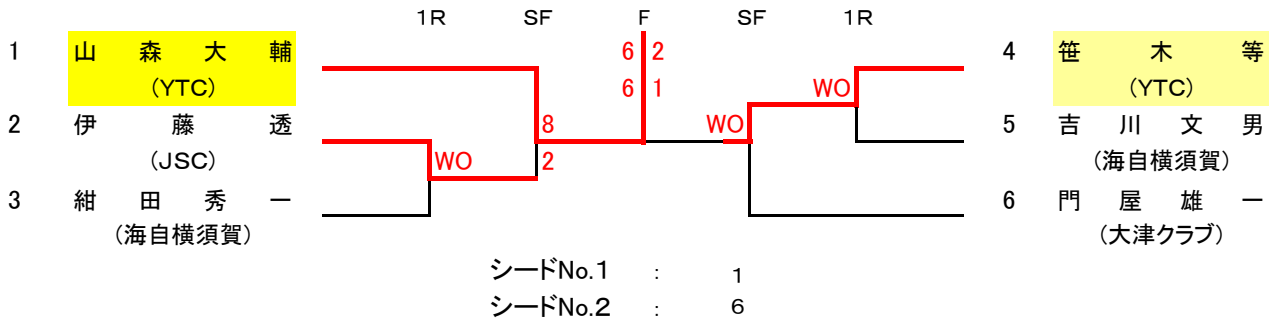 1R SF F SF 1R
1 山森大輔 6 2 4 笹木等
(YTC) 6 1 WO (YTC)
2 伊藤透 8 WO 5 吉川文男
(JSC) WO 2 (海自横須賀)
3 紺田秀一 6 門屋雄一
(海自横須賀) (大津クラブ)
シードNo.1 : 1
シードNo.2 : 6